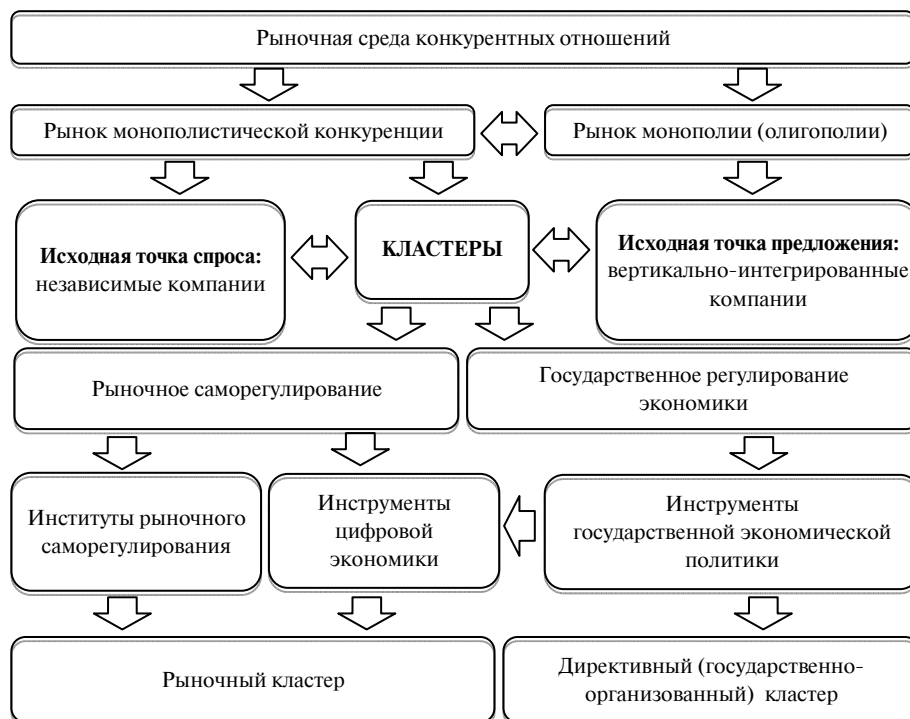 Рыночная среда конкурентных отношений
Рынок монополистической конкуренции
Рынок монополии (олигополии)
Исходная точка спроса:
независимые компании
КЛАСТЕРЫ
Исходная точка предложения:
вертикально-интегрированные
компании
Рыночное саморегулирование
Государственное регулирование
экономики
Институты рыночного
саморегулирования
Инструменты
цифровой
экономики
Инструменты
государственной экономической
политики
Рыночный кластер
Директивный (государственно-
организованный) кластер